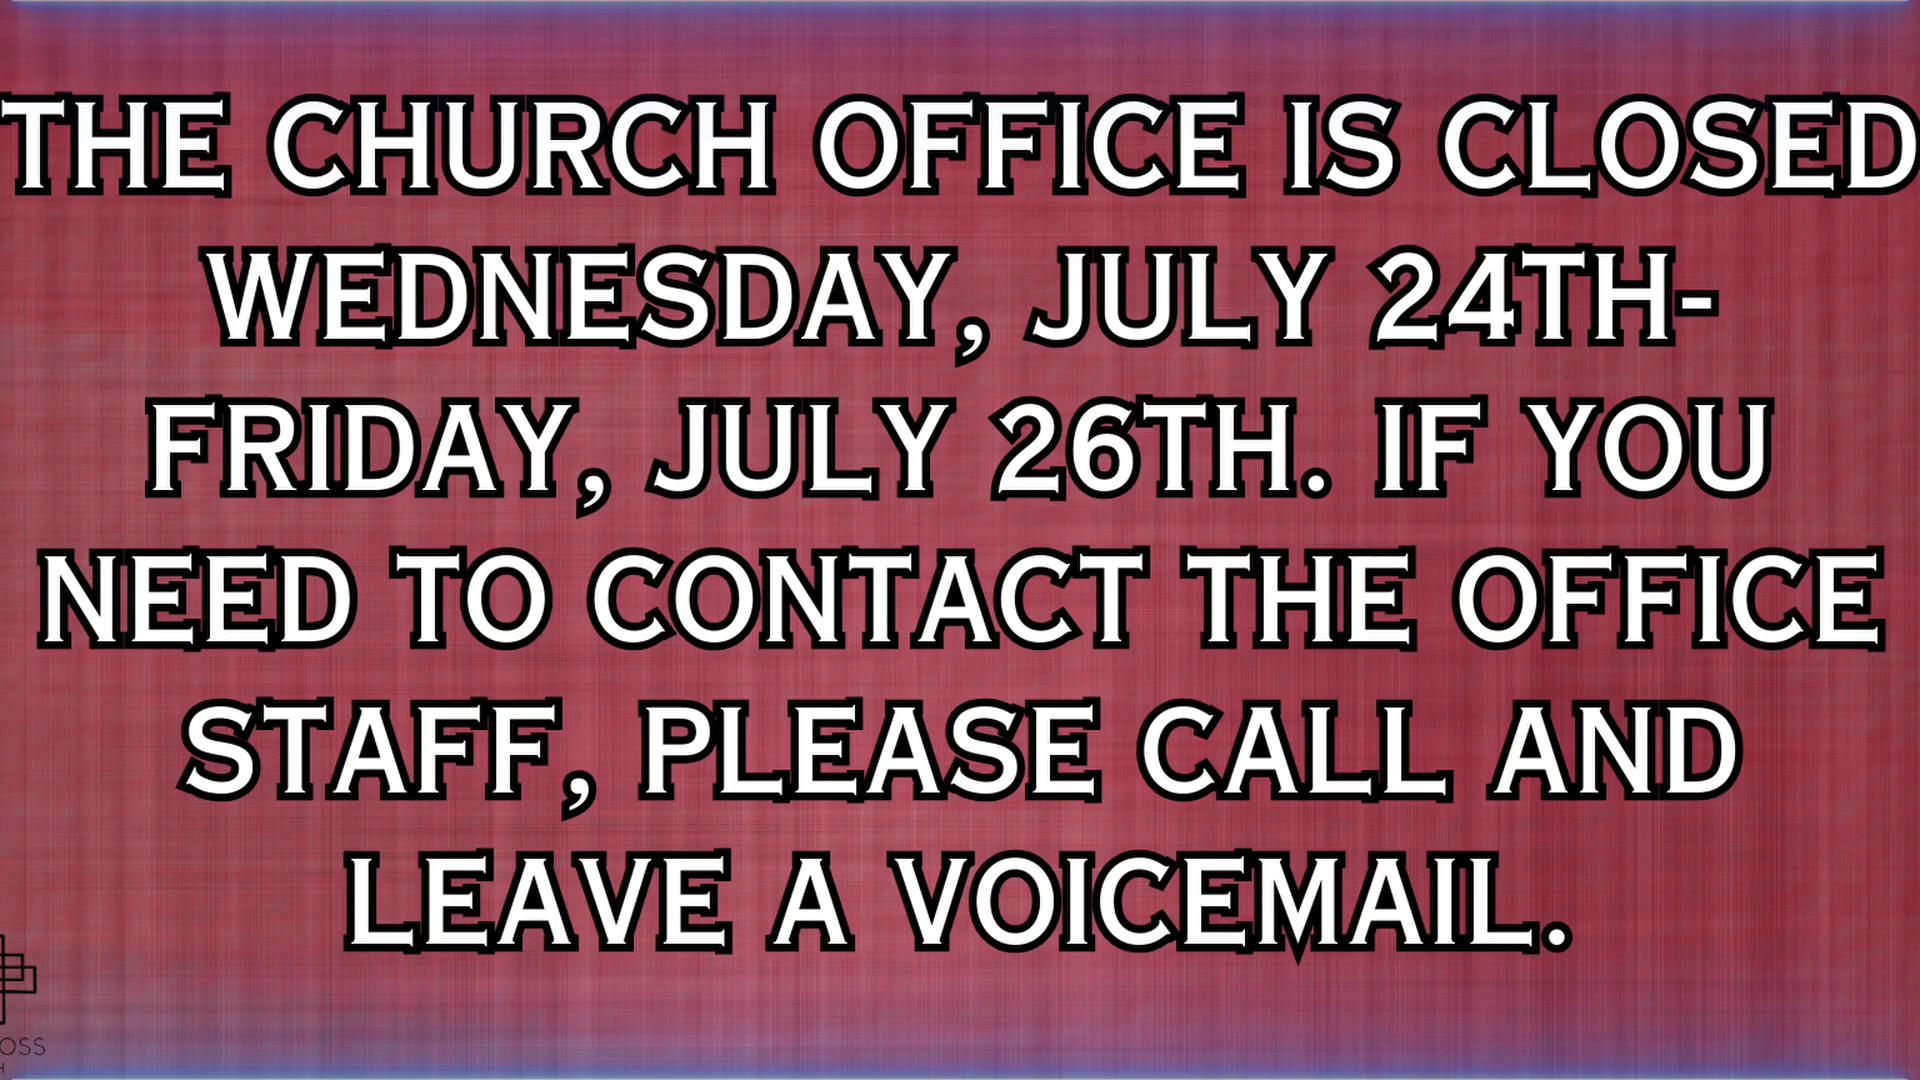 THE CHURCH OFFICE IS CLOSED
WEDNESDAY, JULY 24TH-
FRIDAY, JULY 26TH. IF YOU
NEED TO CONTACT THE OFFICE
STAFF, PLEASE CALL AND
LEAVE A VOICEMAIL.